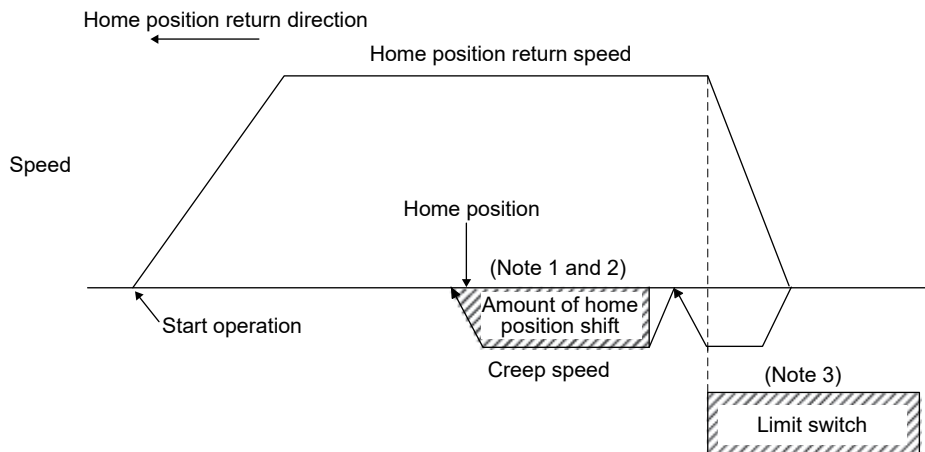 Home position return direction
Home position return speed
Speed
Home position
(Note 1 and 2)
Amount of home
position shift
Start operation
Creep speed
(Note 3)
Limit switch